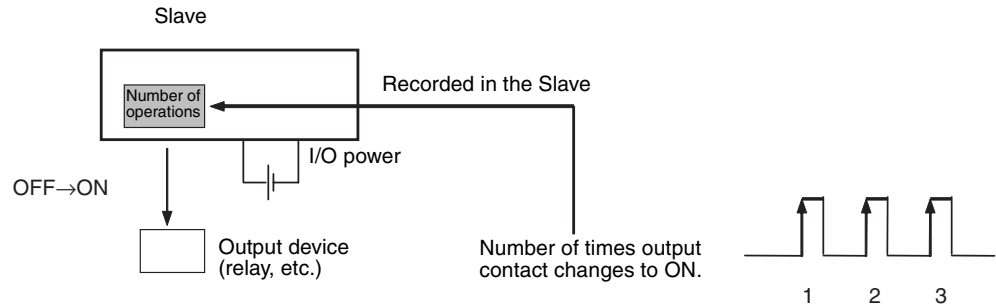 Slave
Number of
operations
Recorded in the Slave
I/O power
OFF→ON
Output device
(relay, etc.)
Number of times output
contact changes to ON.
1 2 3